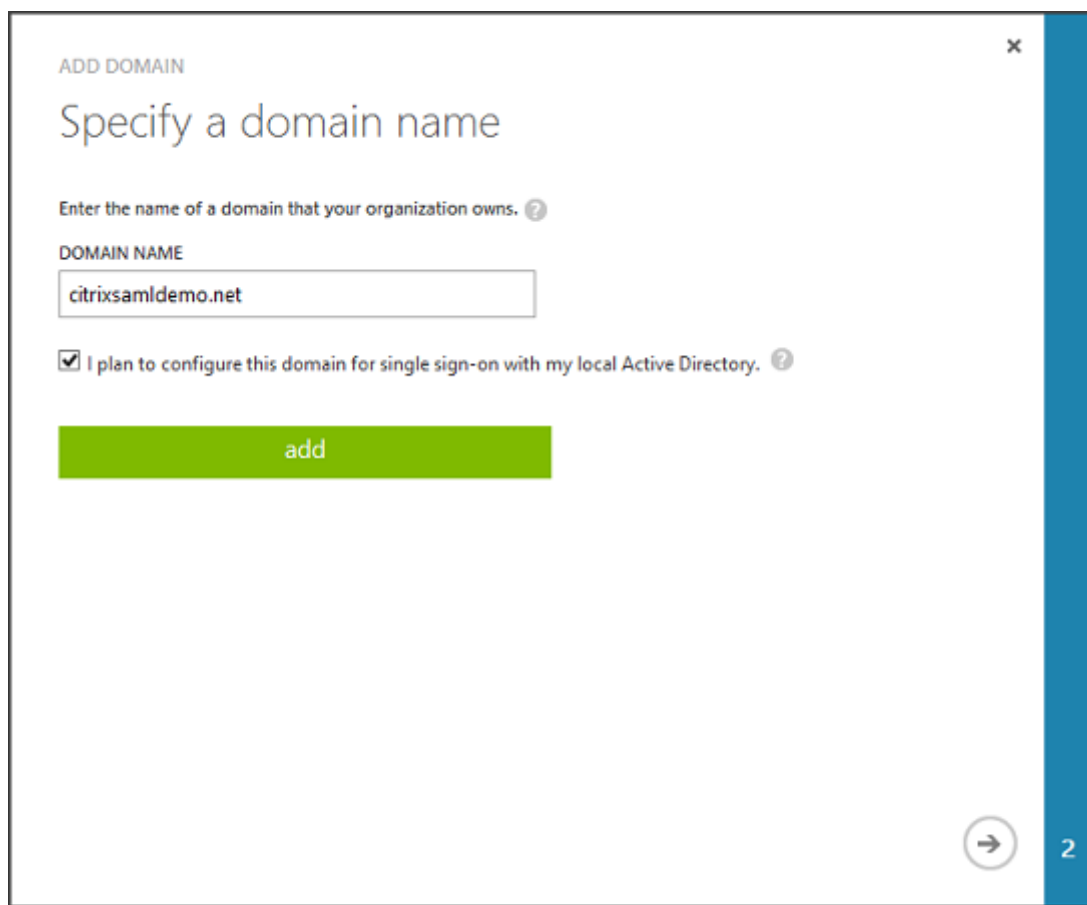 ADD DOMAIN
Specify a domain name
Enter the name of a domain that your organization owns. ?
DOMAIN NAME
citrixsamldemo.net
I plan to configure this domain for single sign-on with my local Active Directory. ?
add
2